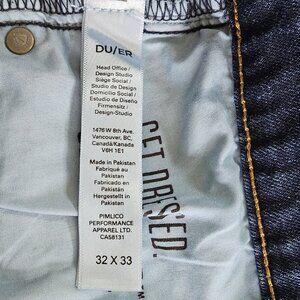 DU/ER
Head Office/
Design Studio
Siège Social/
Studio de Design
Domicilio Social/
Estudio de Diseño
Firmensitz/
Design-Studio
1476 W 8th Ave.
Vancouver, BC,
Canada/Kanada
V6H 1E1
Made in Pakistan
Fabriqué au
Pakistan
Fabricado en
Pakistán
Hergestellt in
Pakistan
PIMLICO
PERFORMANCE
APPAREL LTD.
CA58131
32 X 33
GET DRESSED.